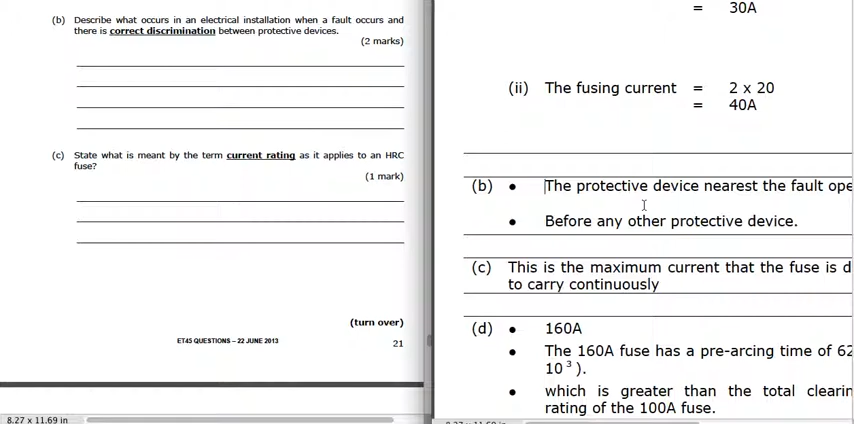 (b) Describe what occurs in an electrical installation when a fault occurs and
there is correct discrimination between protective devices.
(2 marks)
(c) State what is meant by the term current rating as it applies to an HRC
fuse?
(1 mark)
(turn over)
ET45 QUESTIONS – 22 JUNE 2013
21
8.27 x 11.69 in
= 30A
(ii) The fusing current = 2 x 20
= 40A
(b) • The protective device nearest the fault ope
• Before any other protective device.
(c) This is the maximum current that the fuse is d
to carry continuously
(d) • 160A
• The 160A fuse has a pre-arcing time of 62
10 3 ).
• which is greater than the total clearin
rating of the 100A fuse.